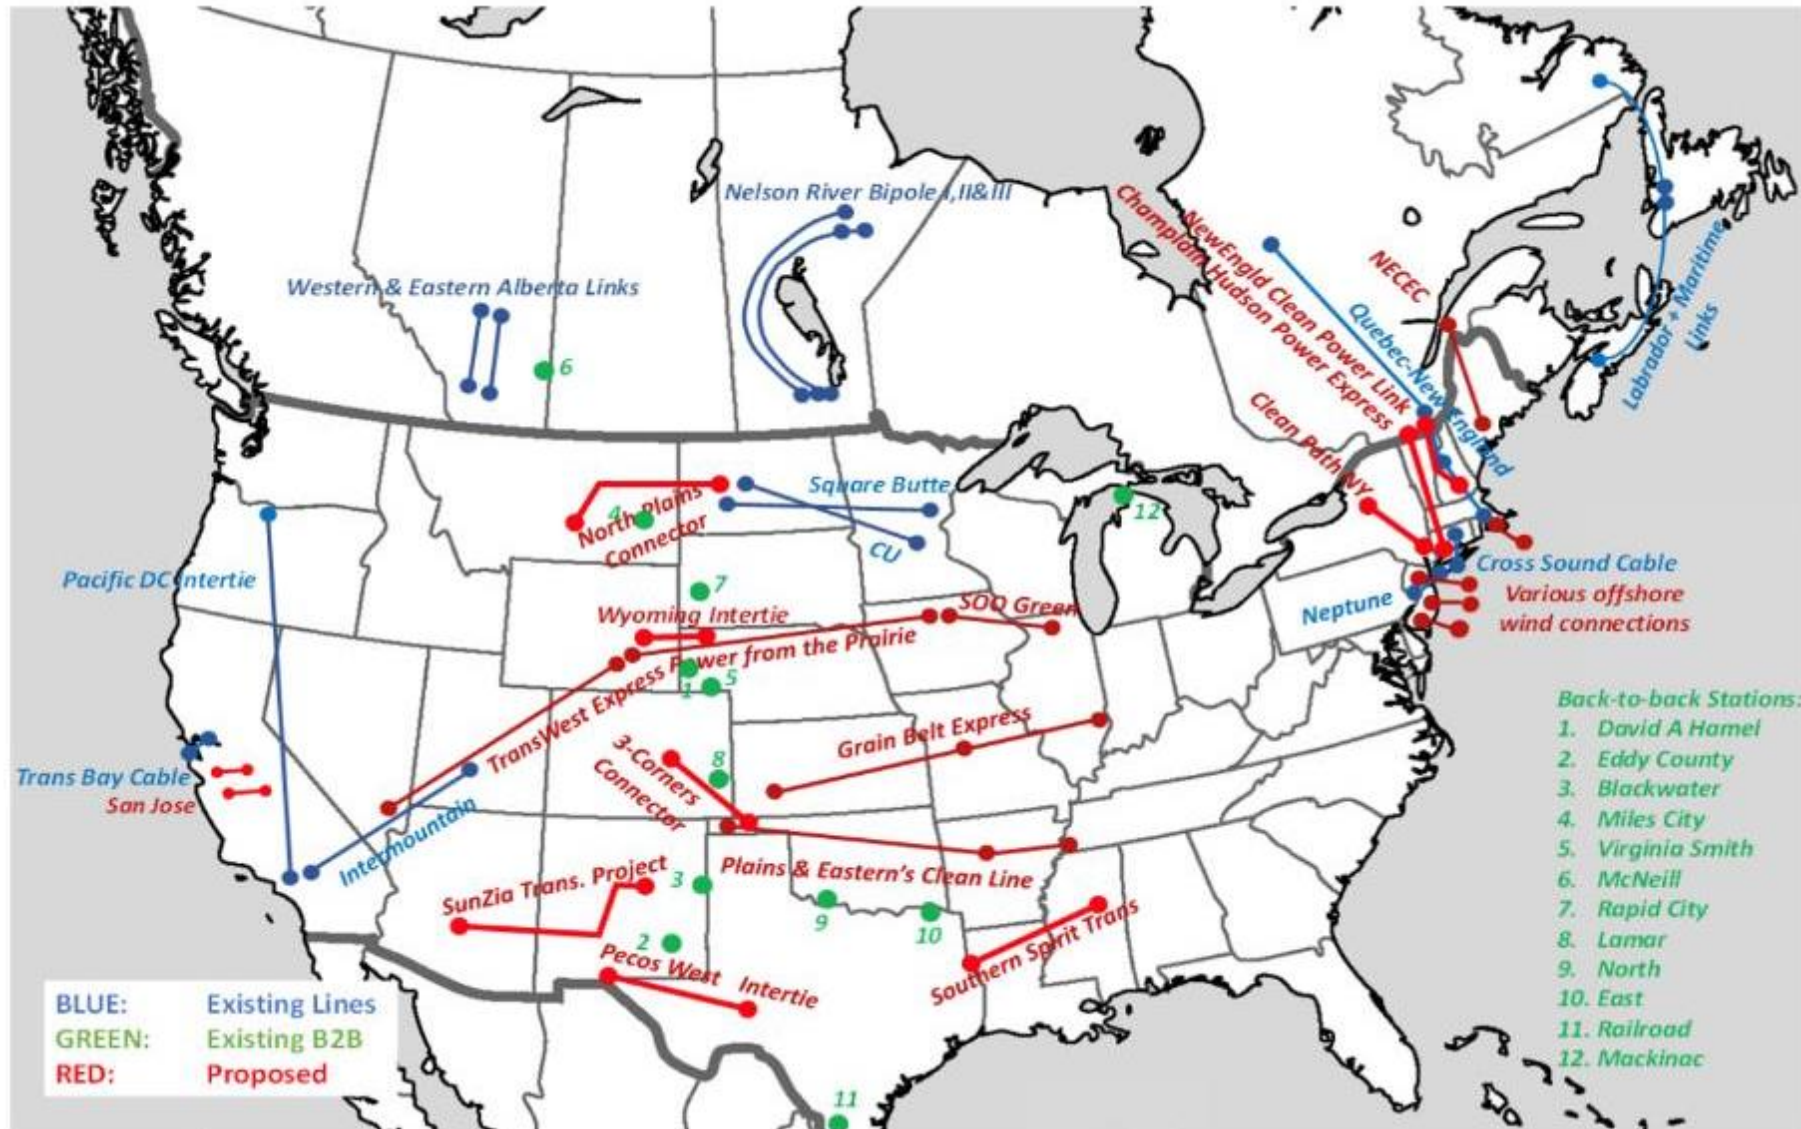 Nelson River Bipole I,II&III
Western & Eastern Alberta Links
6
Champlain Hudson Power Express
NewEngld Clean Power Link
NECEC
Quebec-New England
Labrador + Maritime
Links
Clean Path NY
Square Butte
CU
4
North Plains
Connector
12
Pacific DC Intertie
7
Wyoming Intertie
SOO Green
Cross Sound Cable
Neptune
Various offshore
wind connections
TransWest Express
Power from the Prairie
1
5
Grain Belt Express
3-Corners
Connector
8
Trans Bay Cable
San Jose
Intermountain
SunZia Trans. Project
3
Plains & Eastern's Clean Line
9
10
2
Pecos West Intertie
Southern Spirit Trans
11
Back-to-back Stations:
1. David A Hamel
2. Eddy County
3. Blackwater
4. Miles City
5. Virginia Smith
6. McNeill
7. Rapid City
8. Lamar
9. North
10. East
11. Railroad
12. Mackinac
BLUE: Existing Lines
GREEN: Existing B2B
RED: Proposed